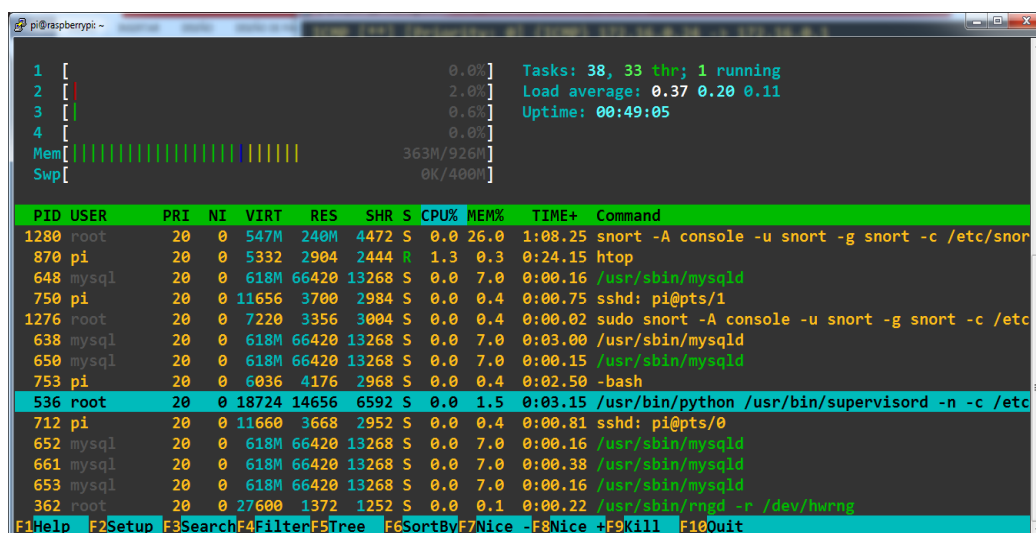 pi@raspberrypi: ~
ICMP [**] [Priority: 0] {ICMP} 172.16.0.24 -> 172.16.0.1
1 [ 0.0%] Tasks: 38, 33 thr; 1 running
2 [| 2.0%] Load average: 0.37 0.20 0.11
3 [| 0.6%] Uptime: 00:49:05
4 [ 0.0%]
Mem[||||||||||||||||||||||||| 363M/926M]
Swp[ 0K/400M]
PID USER PRI NI VIRT RES SHR S CPU% MEM% TIME+ Command
1280 root 20 0 547M 240M 4472 S 0.0 26.0 1:08.25 snort -A console -u snort -g snort -c /etc/snor
870 pi 20 0 5332 2904 2444 R 1.3 0.3 0:24.15 htop
648 mysql 20 0 618M 66420 13268 S 0.0 7.0 0:00.16 /usr/sbin/mysqld
750 pi 20 0 11656 3700 2984 S 0.0 0.4 0:00.75 sshd: pi@pts/1
1276 root 20 0 7220 3356 3004 S 0.0 0.4 0:00.02 sudo snort -A console -u snort -g snort -c /etc
638 mysql 20 0 618M 66420 13268 S 0.0 7.0 0:03.00 /usr/sbin/mysqld
650 mysql 20 0 618M 66420 13268 S 0.0 7.0 0:00.15 /usr/sbin/mysqld
753 pi 20 0 6036 4176 2968 S 0.0 0.4 0:02.50 -bash
536 root 20 0 18724 14656 6592 S 0.0 1.5 0:03.15 /usr/bin/python /usr/bin/supervisord -n -c /etc
712 pi 20 0 11660 3668 2952 S 0.0 0.4 0:00.81 sshd: pi@pts/0
652 mysql 20 0 618M 66420 13268 S 0.0 7.0 0:00.16 /usr/sbin/mysqld
661 mysql 20 0 618M 66420 13268 S 0.0 7.0 0:00.38 /usr/sbin/mysqld
653 mysql 20 0 618M 66420 13268 S 0.0 7.0 0:00.16 /usr/sbin/mysqld
362 root 20 0 27600 1372 1252 S 0.0 0.1 0:00.22 /usr/sbin/rngd -r /dev/hwrng
F1Help F2Setup F3SearchF4FilterF5Tree F6SortByF7Nice -F8Nice +F9Kill F10Quit